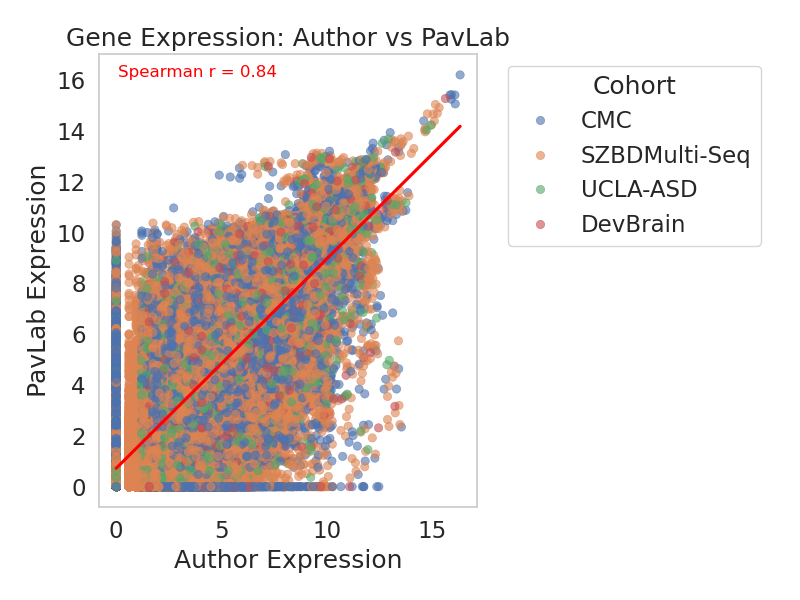 Gene Expression: Author vs PavLab
Spearman r = 0.84
PavLab Expression
16
14
12
10
8
6
4
2
0
0 5 10 15
Author Expression
Cohort
CMC
SZBDMulti-Seq
UCLA-ASD
DevBrain